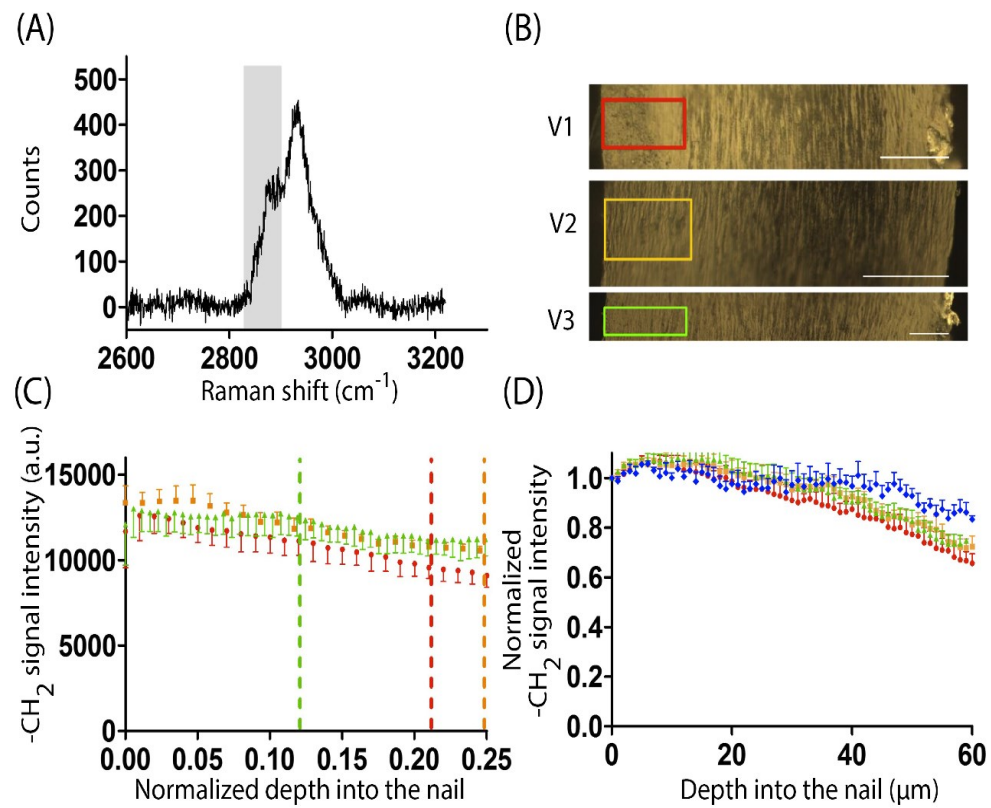 (A)
500
400
300
200
100
0
Counts
2600 2800 3000 3200
Raman shift (cm-1)
(B)
V1
V2
V3
(C)
15000
10000
5000
0
-CH2 signal intensity (a.u.)
0.00 0.05 0.10 0.15 0.20 0.25
Normalized depth into the nail
(D)
1.0
0.8
0.6
0.4
0.2
0.0
Normalized
-CH2 signal intensity
0 20 40 60
Depth into the nail (μm)